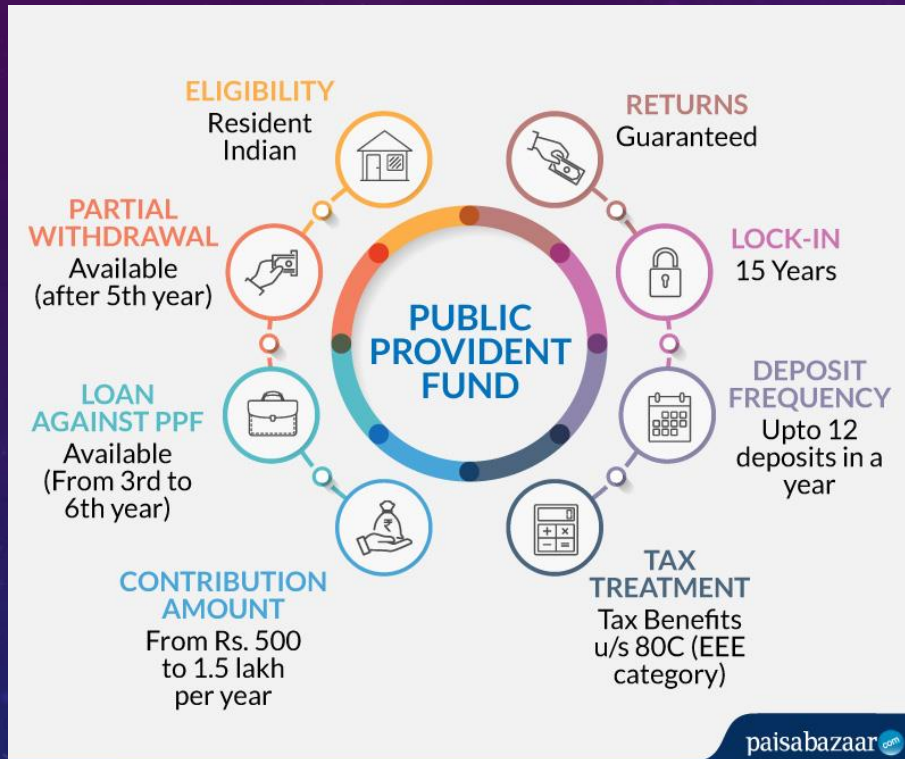 ELIGIBILITY
Resident
Indian
PARTIAL
WITHDRAWAL
Available
(after 5th year)
LOAN
AGAINST PPF
Available
(From 3rd to
6th year)
CONTRIBUTION
AMOUNT
From Rs. 500
to 1.5 lakh
per year
PUBLIC
PROVIDENT
FUND
RETURNS
Guaranteed
LOCK-IN
15 Years
DEPOSIT
FREQUENCY
Upto 12
deposits in a
year
TAX
TREATMENT
Tax Benefits
u/s 80C (EEE
category)
₹
paisabazaar com